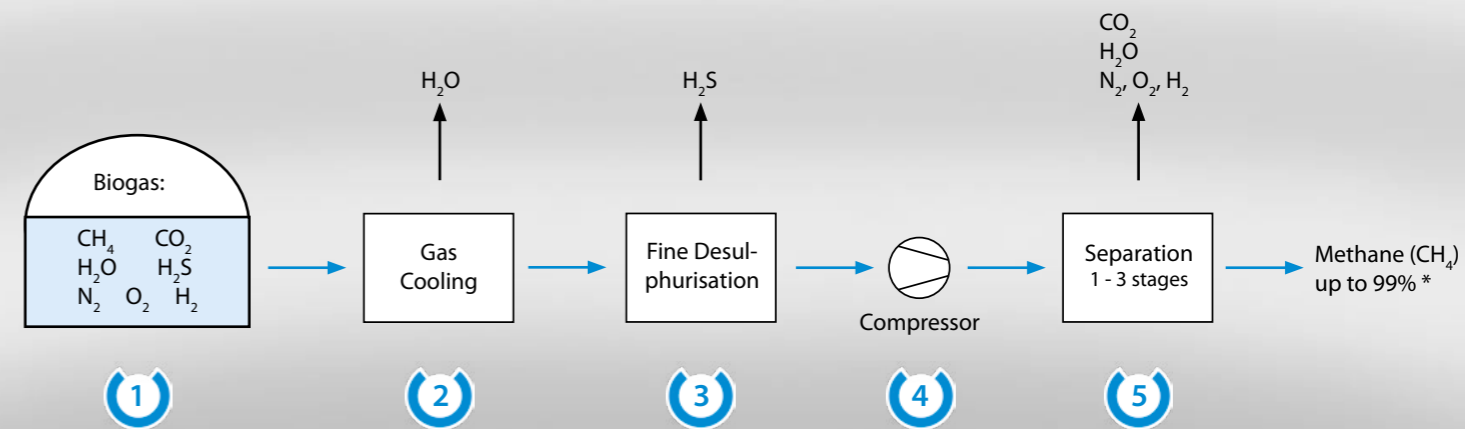 CO₂
H₂O
N₂, O₂, H₂
H₂O
H₂S
Biogas:
CH₄ CO₂
H₂O H₂S
N₂ O₂ H₂
Gas
Cooling
Fine Desul-
phurisation
Compressor
Separation
1 - 3 stages
Methane (CH₄)
up to 99% *
1
2
3
4
5